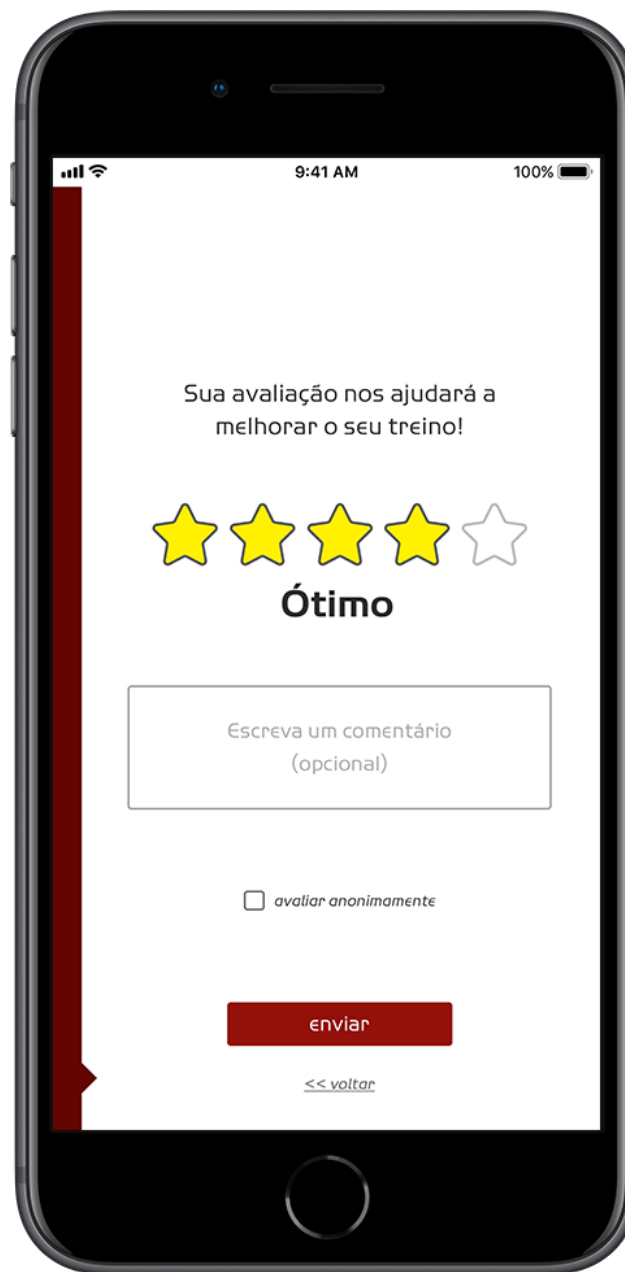 9:41 AM
100%
Sua avaliação nos ajudará a
melhorar o seu treino!
Ótimo
Escreva um comentário
(opcional)
avaliar anonimamente
enviar
<< voltar